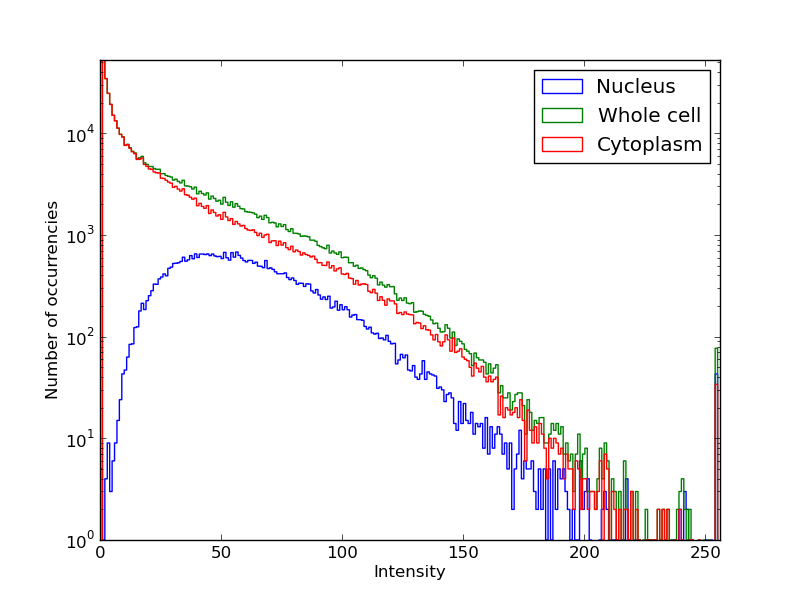 Nucleus
Whole cell
Cytoplasm
Number of occurrencies
10^4
10^3
10^2
10^1
10^0
0 50 100 150 200 250
Intensity